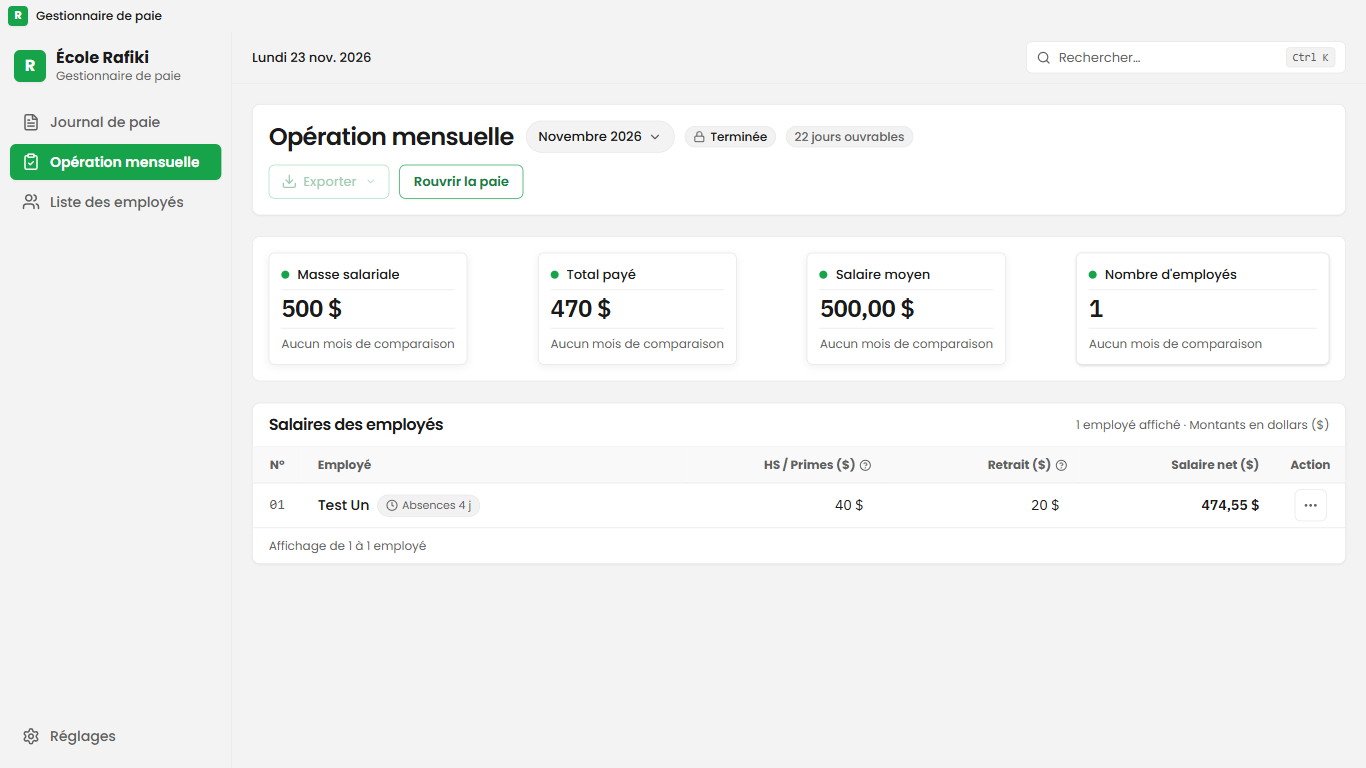 R Gestionnaire de paie
R École Rafiki
Gestionnaire de paie
Journal de paie
Opération mensuelle
Liste des employés
Réglages
Lundi 23 nov. 2026
Rechercher... Ctrl K
Opération mensuelle Novembre 2026 Terminée 22 jours ouvrables
Exporter Rouvrir la paie
Masse salariale
500 $
Aucun mois de comparaison
Total payé
470 $
Aucun mois de comparaison
Salaire moyen
500,00 $
Aucun mois de comparaison
Nombre d'employés
1
Aucun mois de comparaison
Salaires des employés 1 employé affiché · Montants en dollars ($)
N° Employé HS / Primes ($) Retrait ($) Salaire net ($) Action
01 Test Un Absences 4 j 40 $ 20 $ 474,55 $
Affichage de 1 à 1 employé